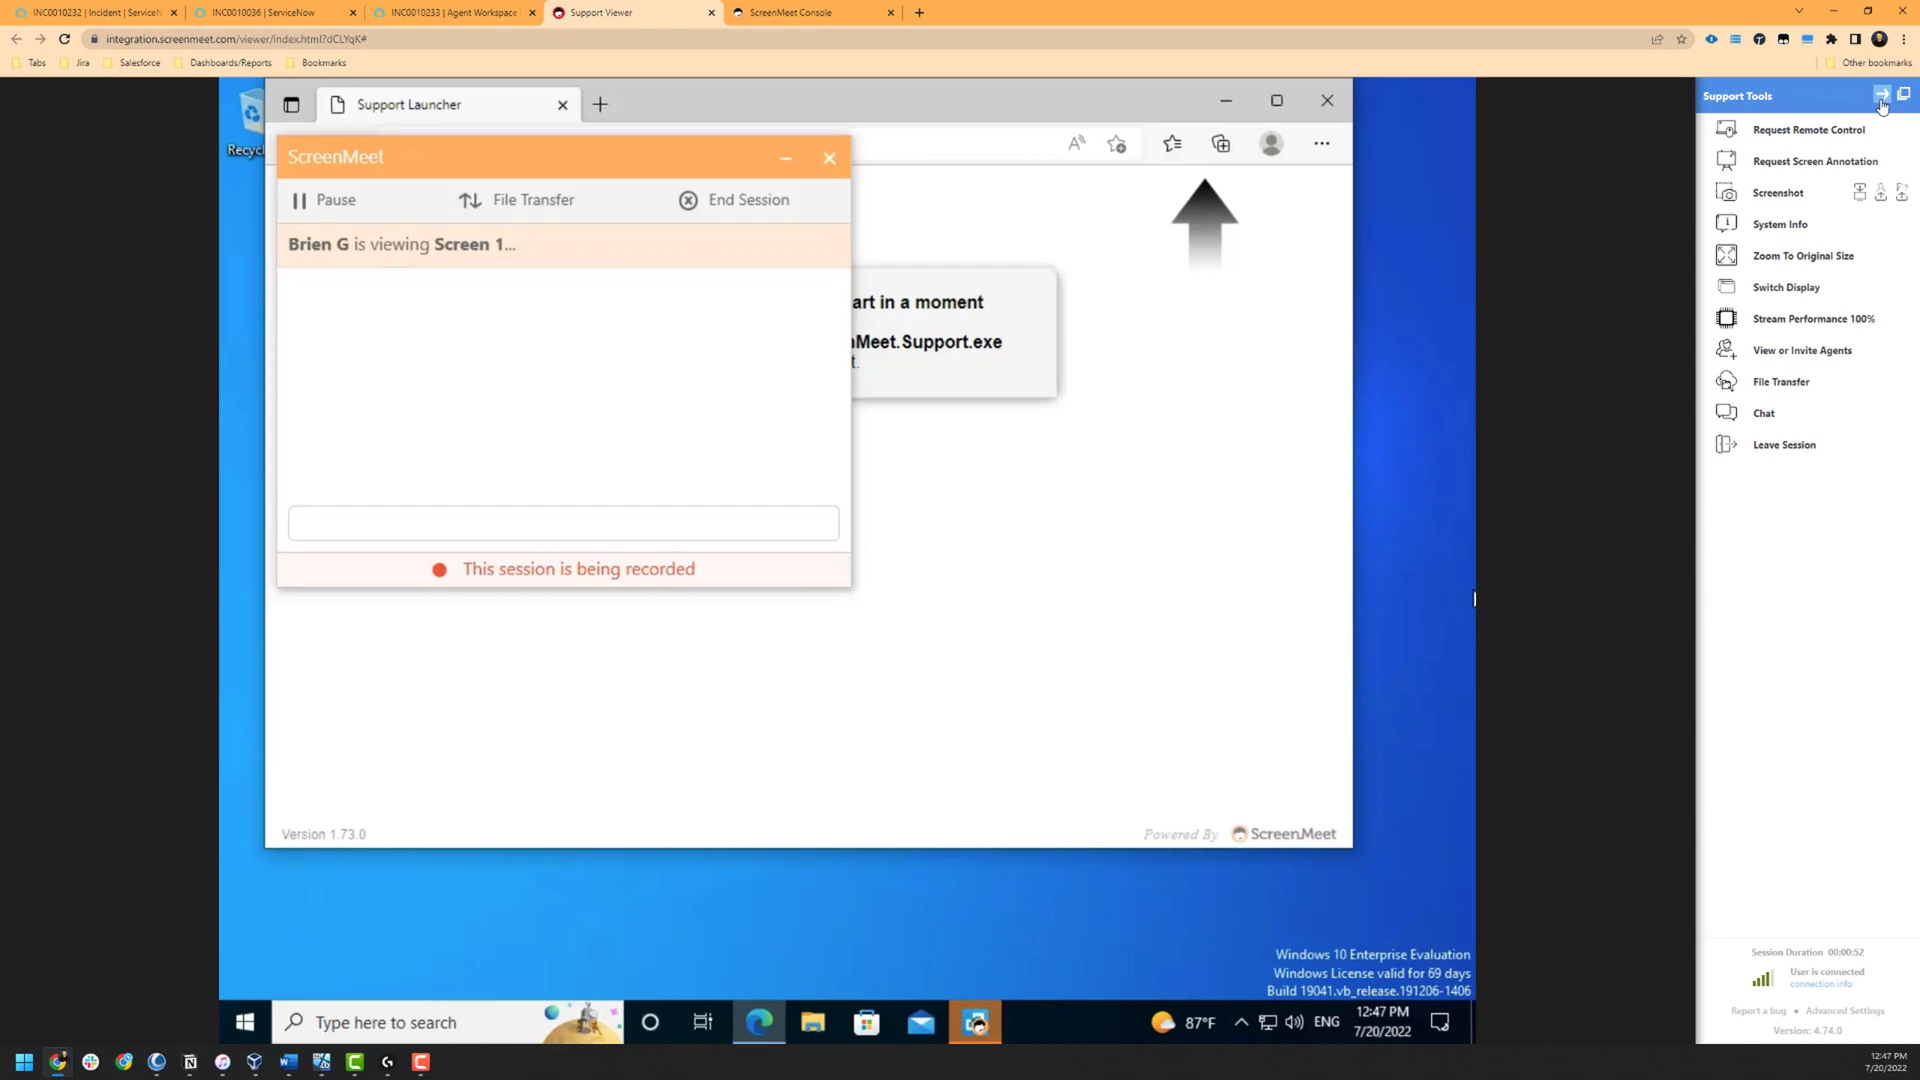 INC0010232 | Incident | ServiceN
INC0010036 | ServiceNow
INC0010233 | Agent Workspace
Support Viewer
ScreenMeet Console
integration.screenmeet.com/viewer/index.html?dCLYqK#
Tabs
Jira
Salesforce
Dashboards/Reports
Bookmarks
Other bookmarks
Recycl
Support Launcher
ScreenMeet
Pause
File Transfer
End Session
Brien G is viewing Screen 1...
art in a moment
nMeet.Support.exe
t.
This session is being recorded
Version 1.73.0
Powered By ScreenMeet
Windows 10 Enterprise Evaluation
Windows License valid for 69 days
Build 19041.vb_release.191206-1406
Type here to search
87°F
ENG
12:47 PM
7/20/2022
Support Tools
Request Remote Control
Request Screen Annotation
Screenshot
System Info
Zoom To Original Size
Switch Display
Stream Performance 100%
View or Invite Agents
File Transfer
Chat
Leave Session
Session Duration 00:00:52
User is connected
connection info
Report a bug • Advanced Settings
Version: 4.74.0
12:47 PM
7/20/2022